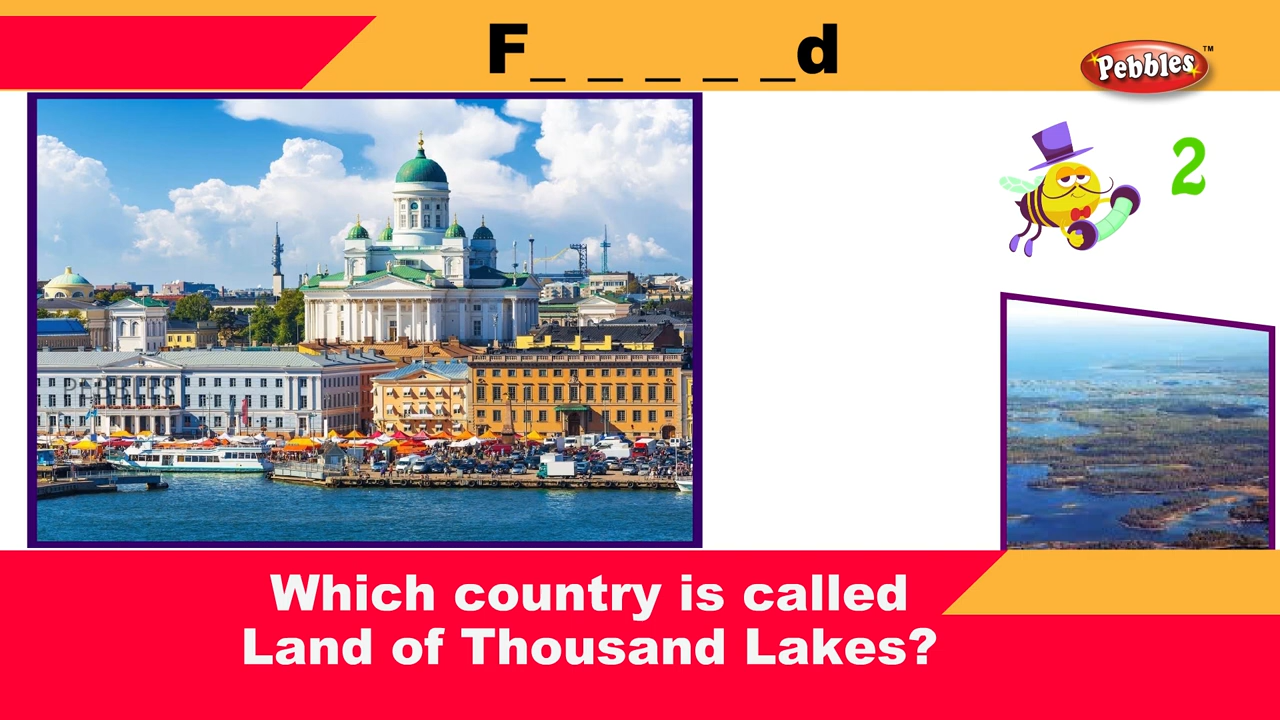 F_ _ _ _ _d
Pebbles™
2
Which country is called
Land of Thousand Lakes?